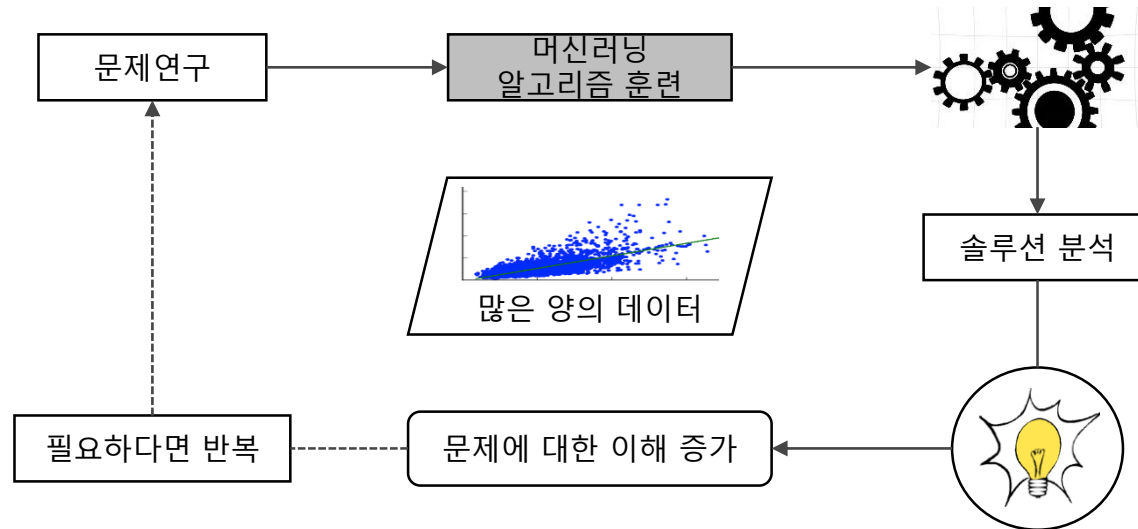 문제연구
머신러닝
알고리즘 훈련
솔루션 분석
많은 양의 데이터
필요하다면 반복
문제에 대한 이해 증가